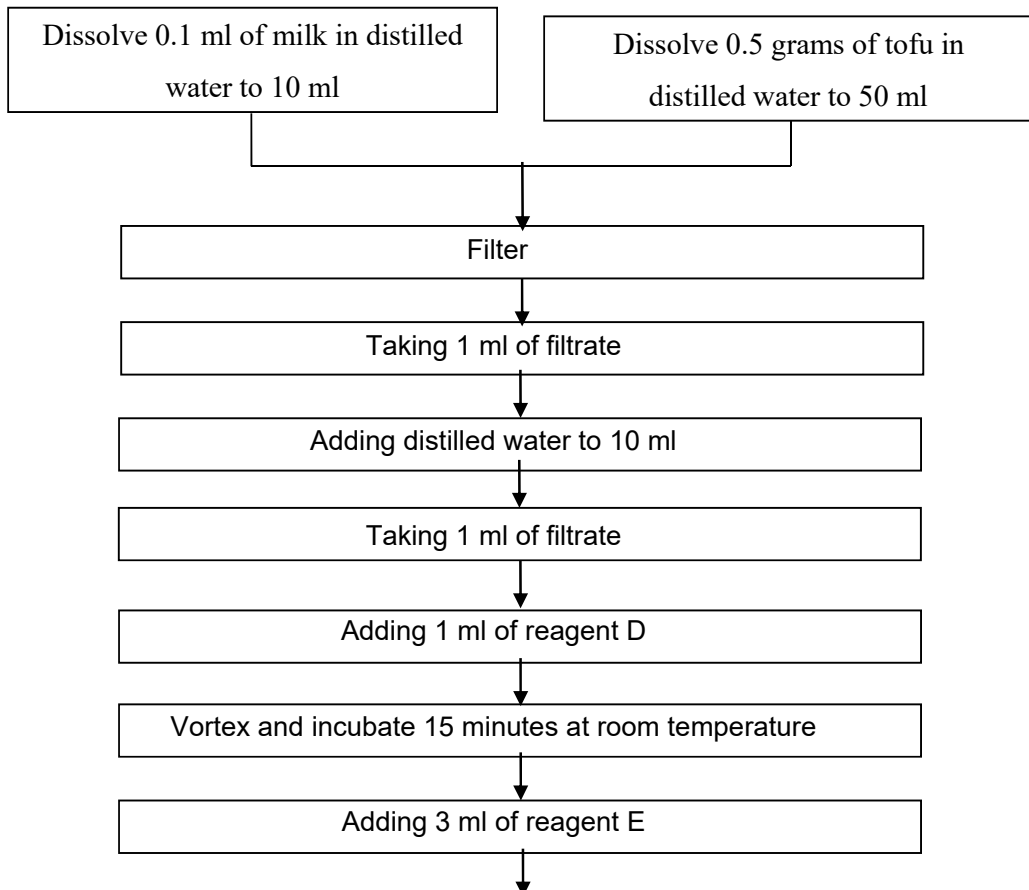 Dissolve 0.1 ml of milk in distilled
water to 10 ml
Dissolve 0.5 grams of tofu in
distilled water to 50 ml
Filter
Taking 1 ml of filtrate
Adding distilled water to 10 ml
Taking 1 ml of filtrate
Adding 1 ml of reagent D
Vortex and incubate 15 minutes at room temperature
Adding 3 ml of reagent E